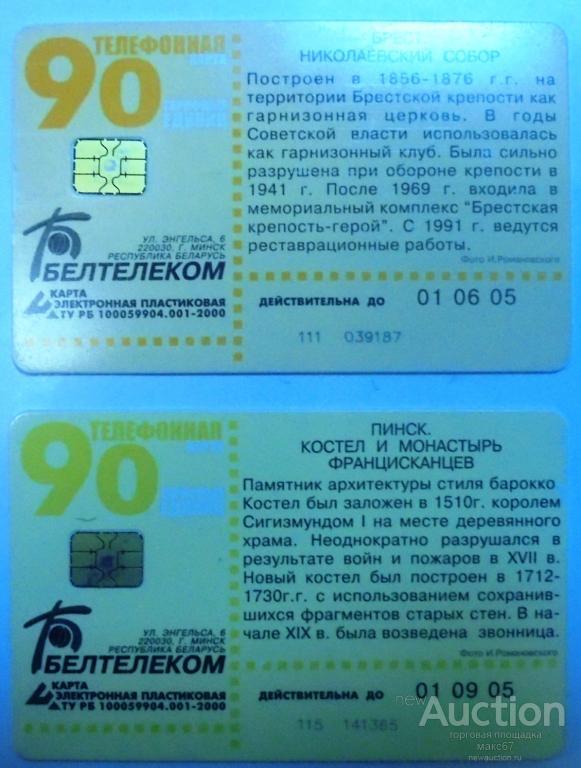 90
ТЕЛЕФОННАЯ
КАРТА
БРЕСТ.
НИКОЛАЕВСКИЙ СОБОР
Построен в 1856-1876 г.г. на
территории Брестской крепости как
гарнизонная церковь. В годы
Советской власти использовалась
как гарнизонный клуб. Была сильно
разрушена при обороне крепости в
1941 г. После 1969 г. входила в
мемориальный комплекс "Брестская
крепость-герой". С 1991 г. ведутся
реставрационные работы.
Фото И.Романовского
УЛ. ЭНГЕЛЬСА, 6
220030, Г. МИНСК
РЕСПУБЛИКА БЕЛАРУСЬ
БЕЛТЕЛЕКОМ
КАРТА
ЭЛЕКТРОННАЯ ПЛАСТИКОВАЯ
ТУ РБ 100059904.001-2000
ДЕЙСТВИТЕЛЬНА ДО 01 06 05
111 039187
90
ТЕЛЕФОННАЯ
ПИНСК.
КОСТЕЛ И МОНАСТЫРЬ
ФРАНЦИСКАНЦЕВ
Памятник архитектуры стиля барокко
Костел был заложен в 1510г. королем
Сигизмундом I на месте деревянного
храма. Неоднократно разрушался в
результате войн и пожаров в XVII в.
Новый костел был построен в 1712-
1730г.г. с использованием сохранив-
шихся фрагментов старых стен. В на-
чале XIX в. была возведена звонница.
Фото И.Романовского
УЛ. ЭНГЕЛЬСА, 6
220030, Г. МИНСК
РЕСПУБЛИКА БЕЛАРУСЬ
БЕЛТЕЛЕКОМ
КАРТА
ЭЛЕКТРОННАЯ ПЛАСТИКОВАЯ
ТУ РБ 100059904.001-2000
ДЕЙСТВИТЕЛЬНА ДО 01 09 05
115 141365
new
Auction
торговая площадка
макс67
newauction.ru